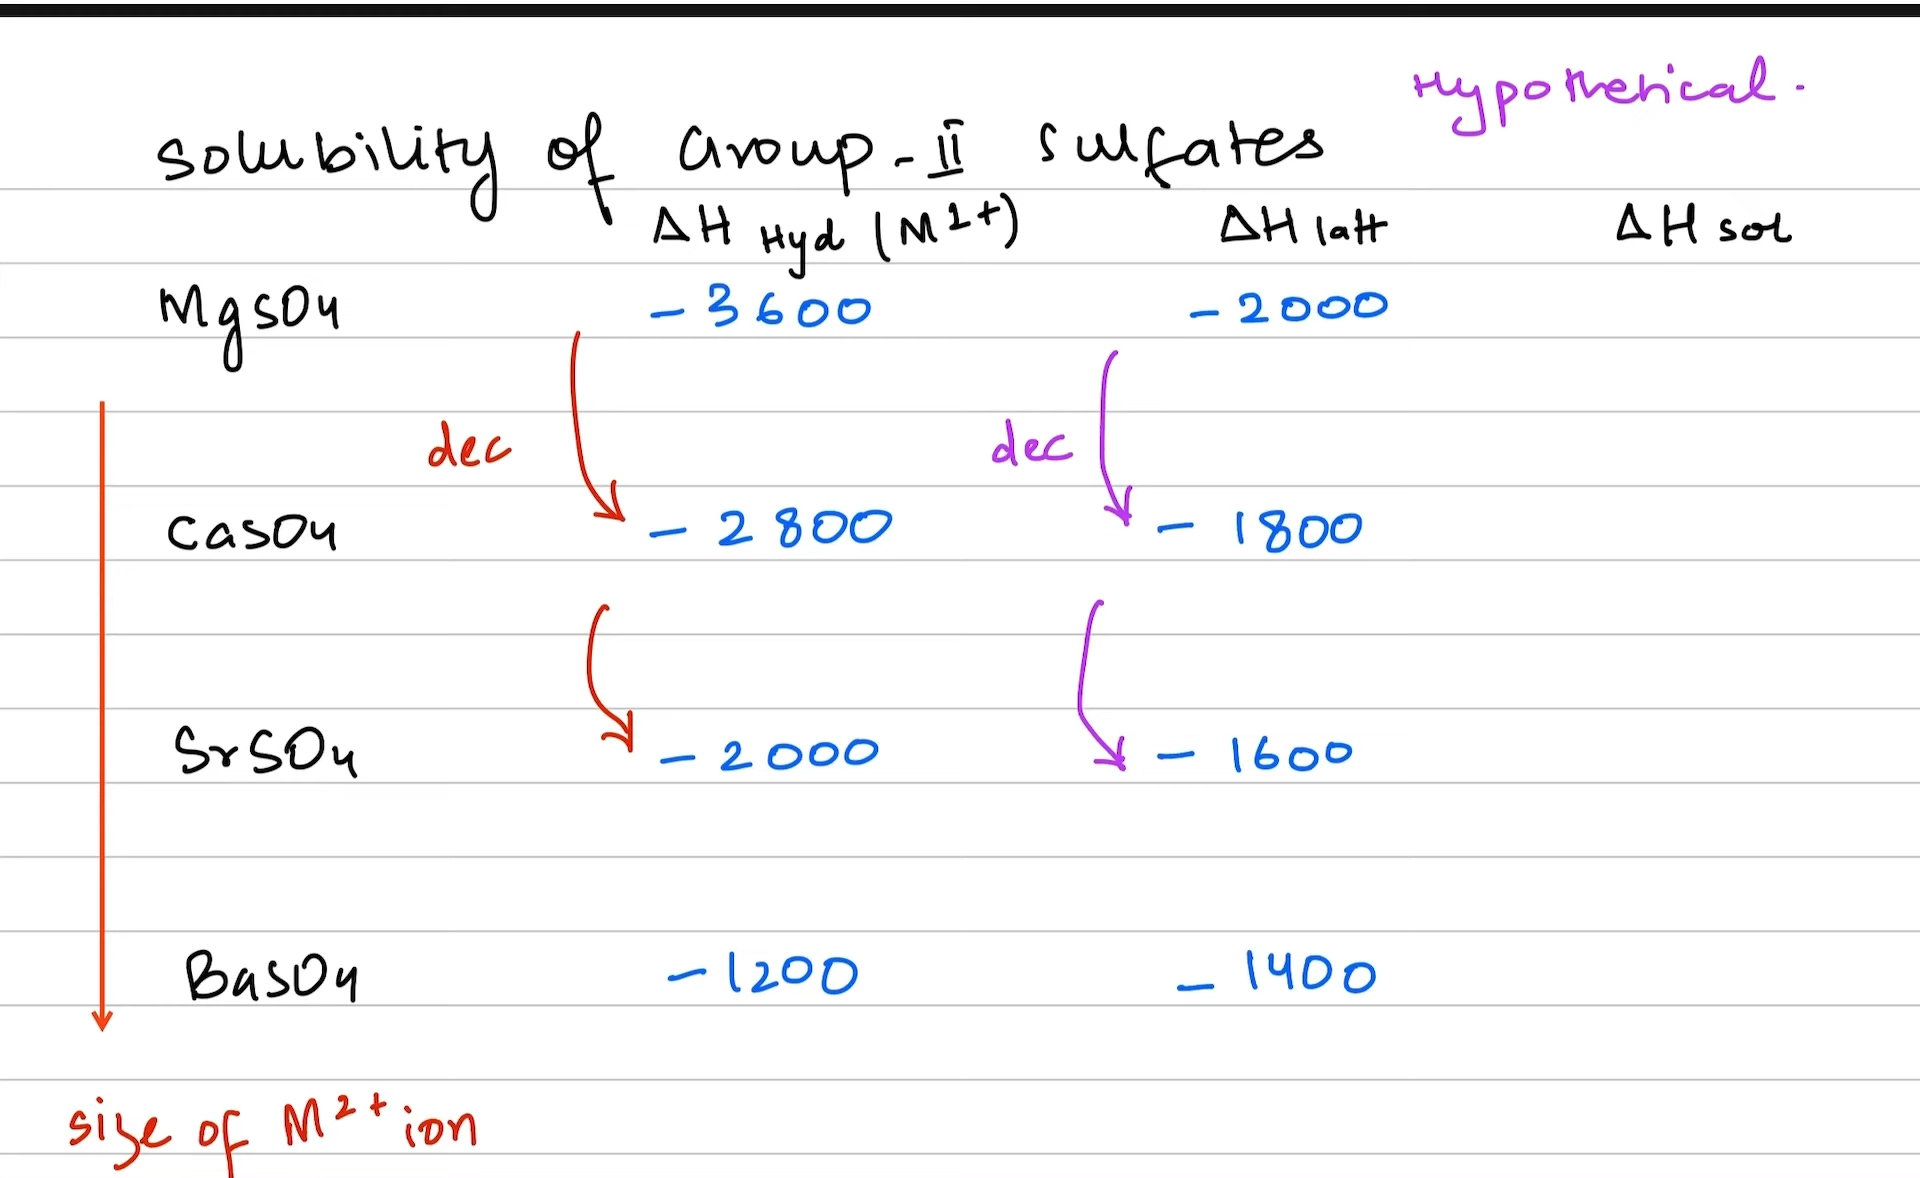 Hypothetical.
Solubility of Group-II sulfates
ΔH Hyd (M²⁺) ΔH latt ΔH sol
MgSO4 -3600 -2000
dec dec
CaSO4 -2800 -1800
SrSO4 -2000 -1600
BaSO4 -1200 -1400
size of M²⁺ ion